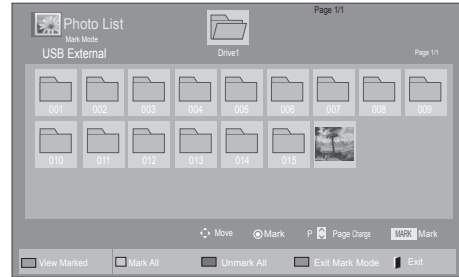 Page 1/1
Photo List
Mark Mode
USB External
Drive1
Page 1/1
001 002 003 004 005 006 007 008 009
010 011 012 013 014 015
Move Mark P Page Change MARK Mark
View Marked Mark All Unmark All Exit Mark Mode Exit